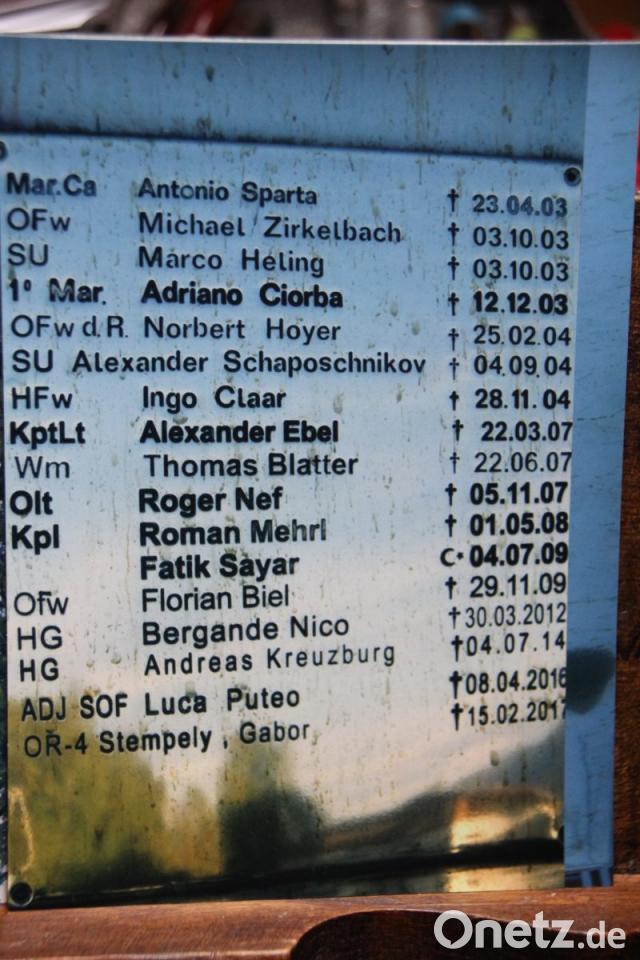 Mar.Ca Antonio Sparta † 23.04.03
OFw Michael Zirkelbach † 03.10.03
SU Marco Heling † 03.10.03
1° Mar. Adriano Ciorba † 12.12.03
OFw d.R. Norbert Hoyer † 25.02.04
SU Alexander Schaposchnikov † 04.09.04
HFw Ingo Claar † 28.11.04
KptLt Alexander Ebel † 22.03.07
Wm Thomas Blatter † 22.06.07
Olt Roger Nef † 05.11.07
Kpl Roman Mehrl † 01.05.08
Fatik Sayar ☪ 04.07.09
Ofw Florian Biel † 29.11.09
HG Bergande Nico † 30.03.2012
HG Andreas Kreuzburg † 04.07.14
ADJ SOF Luca Puteo † 08.04.2016
OR-4 Stempely , Gabor † 15.02.2017
Onetz.de